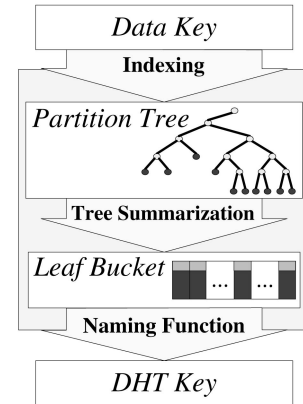 Data Key
Indexing
Partition Tree
Tree Summarization
Leaf Bucket
... ...
Naming Function
DHT Key